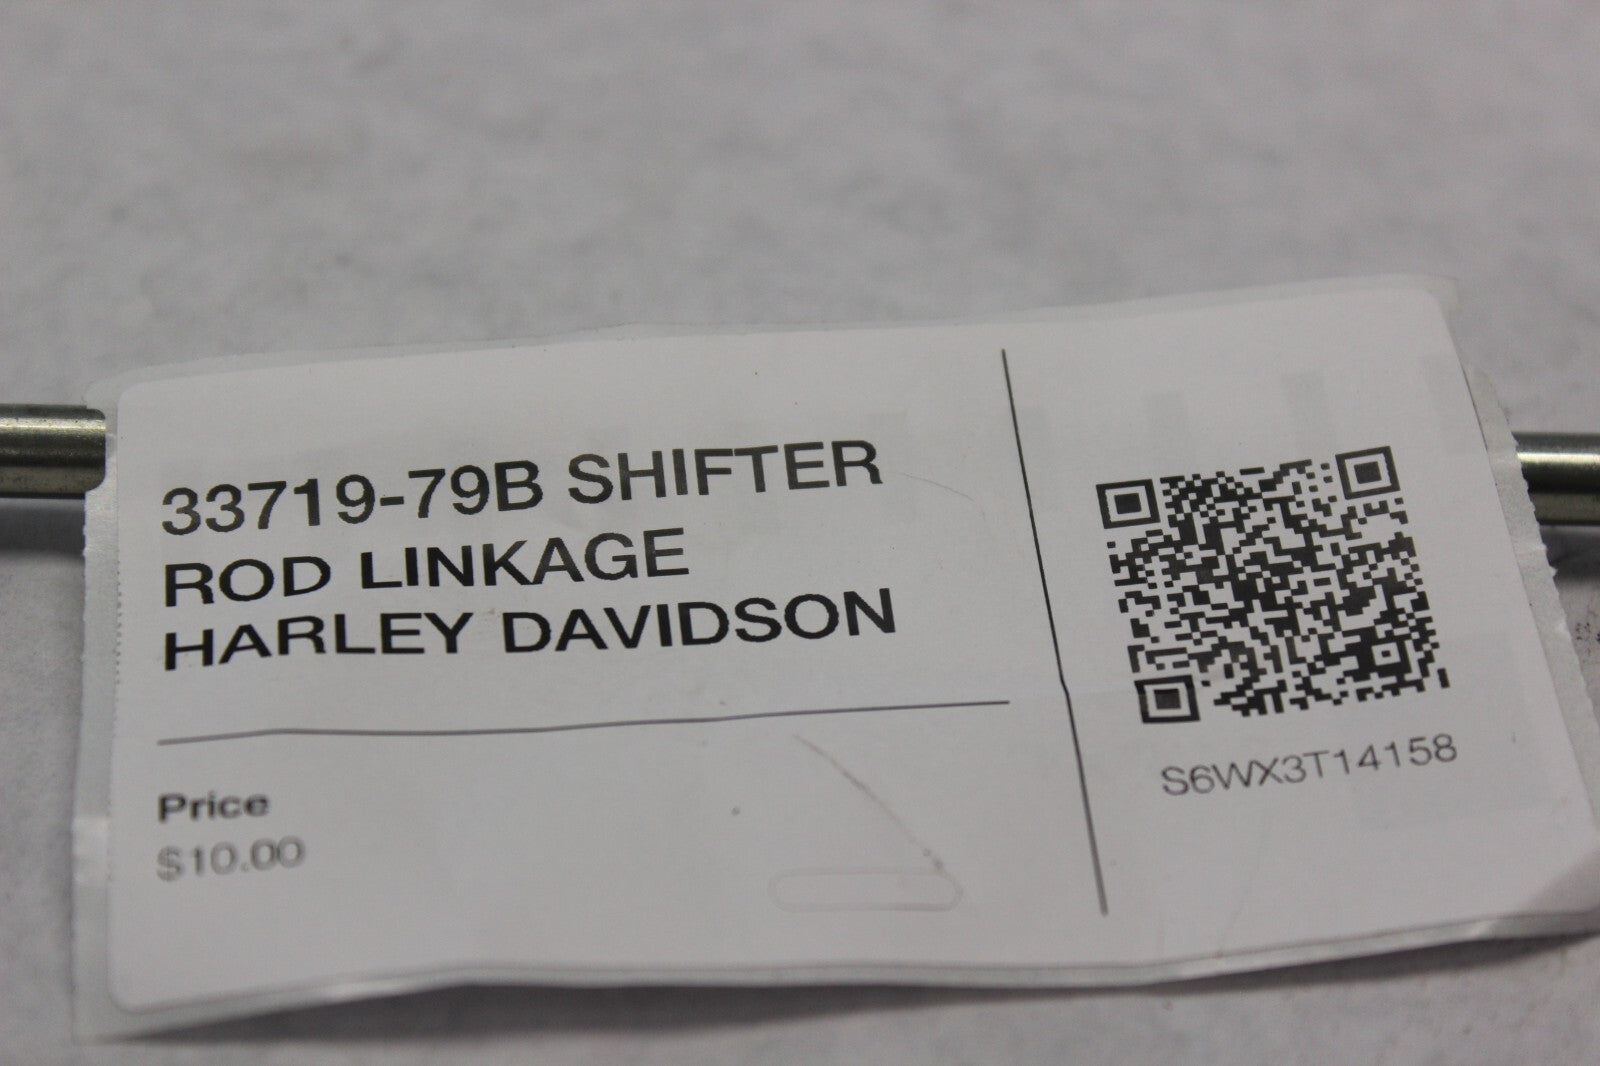 33719-79B SHIFTER
ROD LINKAGE
HARLEY DAVIDSON
Price
$10.00
S6WX3T14158